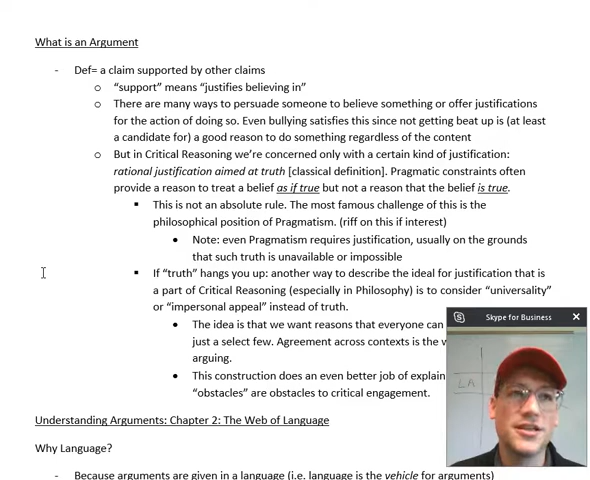 What is an Argument
- Def= a claim supported by other claims
o “support” means “justifies believing in”
o There are many ways to persuade someone to believe something or offer justifications
for the action of doing so. Even bullying satisfies this since not getting beat up is (at least
a candidate for) a good reason to do something regardless of the content
o But in Critical Reasoning we’re concerned only with a certain kind of justification:
rational justification aimed at truth [classical definition]. Pragmatic constraints often
provide a reason to treat a belief as if true but not a reason that the belief is true.
▪ This is not an absolute rule. The most famous challenge of this is the
philosophical position of Pragmatism. (riff on this if interest)
• Note: even Pragmatism requires justification, usually on the grounds
that such truth is unavailable or impossible
▪ If “truth” hangs you up: another way to describe the ideal for justification that is
a part of Critical Reasoning (especially in Philosophy) is to consider “universality”
or “impersonal appeal” instead of truth.
Skype for Business
• The idea is that we want reasons that everyone can
just a select few. Agreement across contexts is the
arguing.
LA
• This construction does an even better job of explain
“obstacles” are obstacles to critical engagement.
Understanding Arguments: Chapter 2: The Web of Language
Why Language?
- Because arguments are given in a language (i.e. language is the vehicle for arguments)